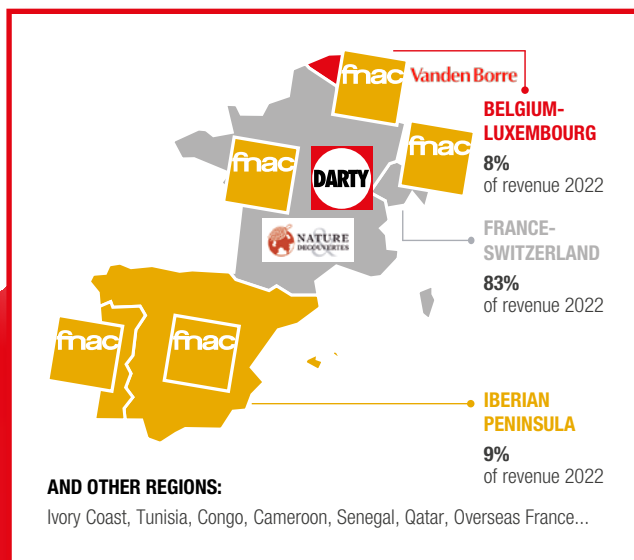 fnac Vanden Borre
BELGIUM-
LUXEMBOURG
8%
of revenue 2022
fnac
fnac
DARTY
NATURE
&
DECOUVERTES
FRANCE-
SWITZERLAND
83%
of revenue 2022
fnac
fnac
IBERIAN
PENINSULA
9%
of revenue 2022
AND OTHER REGIONS:
Ivory Coast, Tunisia, Congo, Cameroon, Senegal, Qatar, Overseas France...